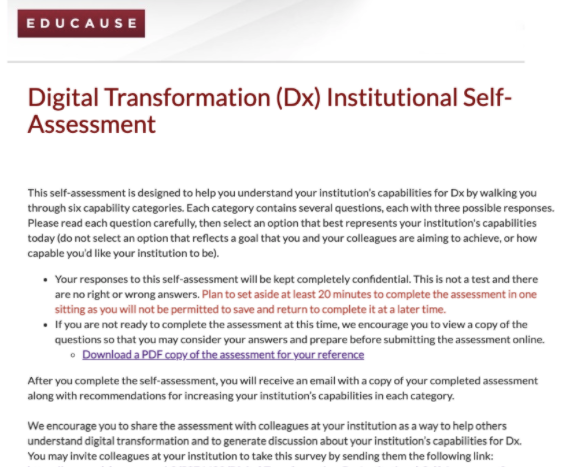 EDUCAUSE
Digital Transformation (Dx) Institutional Self-
Assessment
This self-assessment is designed to help you understand your institution's capabilities for Dx by walking you
through six capability categories. Each category contains several questions, each with three possible responses.
Please read each question carefully, then select an option that best represents your institution's capabilities
today (do not select an option that reflects a goal that you and your colleagues are aiming to achieve, or how
capable you'd like your institution to be).
• Your responses to this self-assessment will be kept completely confidential. This is not a test and there
are no right or wrong answers. Plan to set aside at least 20 minutes to complete the assessment in one
sitting as you will not be permitted to save and return to complete it at a later time.
• If you are not ready to complete the assessment at this time, we encourage you to view a copy of the
questions so that you may consider your answers and prepare before submitting the assessment online.
◦ Download a PDF copy of the assessment for your reference
After you complete the self-assessment, you will receive an email with a copy of your completed assessment
along with recommendations for increasing your institution's capabilities in each category.
We encourage you to share the assessment with colleagues at your institution as a way to help others
understand digital transformation and to generate discussion about your institution's capabilities for Dx.
You may invite colleagues at your institution to take this survey by sending them the following link: